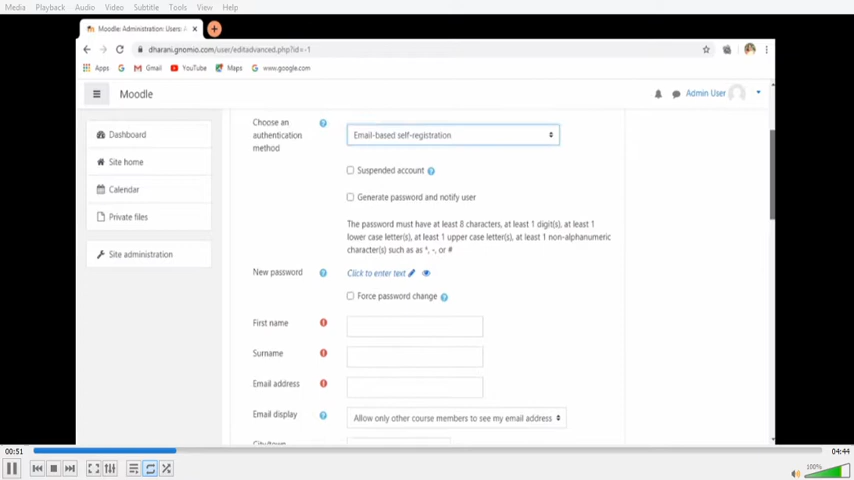 Media Playback Audio Video Subtitle Tools View Help
Moodle: Administration: Users: A
dharani.gnomio.com/user/editadvanced.php?id=-1
Apps G Gmail YouTube Maps G www.google.com
Moodle
Admin User
Dashboard
Site home
Calendar
Private files
Site administration
Choose an
authentication
method
Email-based self-registration
Suspended account
Generate password and notify user
The password must have at least 8 characters, at least 1 digit(s), at least 1
lower case letter(s), at least 1 upper case letter(s), at least 1 non-alphanumeric
character(s) such as as *, -, or #
New password
Click to enter text
Force password change
First name
Surname
Email address
Email display
Allow only other course members to see my email address
City/town
00:51
04:44
100%